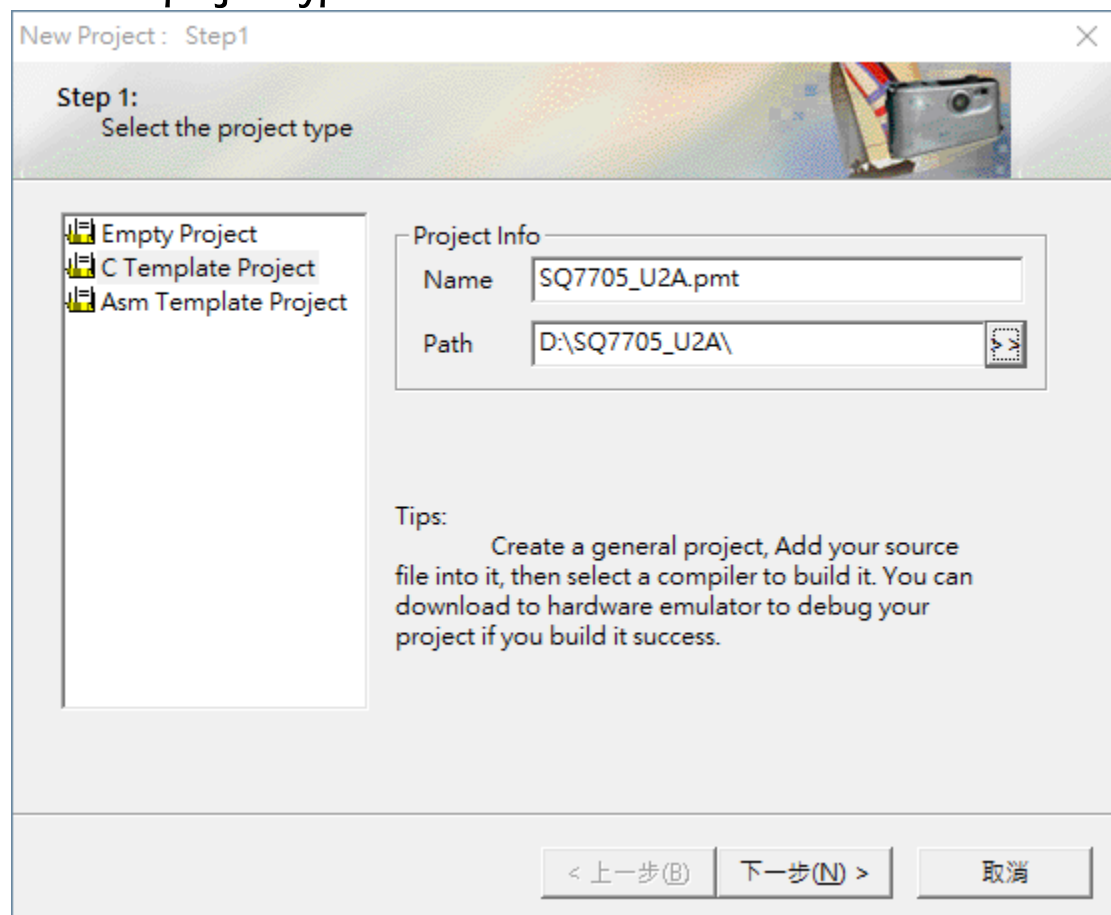 New Project : Step1
Step 1:
Select the project type
Empty Project
C Template Project
Asm Template Project
Project Info
Name
SQ7705_U2A.pmt
Path
D:\SQ7705_U2A\
> >
Tips:
Create a general project, Add your source
file into it, then select a compiler to build it. You can
download to hardware emulator to debug your
project if you build it success.
< 上一步(B)
下一步(N) >
取消